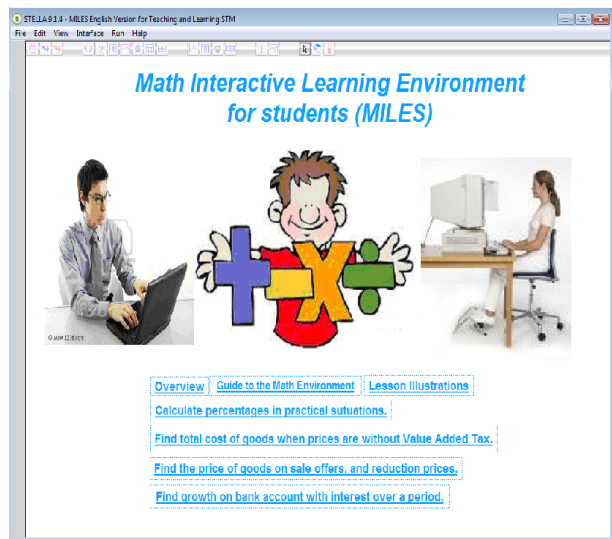 STELLA 9.1.4 - MILES English Version for Teaching and Learning STM
File Edit View Interface Run Help
Math Interactive Learning Environment
for students (MILES)
+ - x ÷
Overview Guide to the Math Environment Lesson Illustrations
Calculate percentages in practical sutuations.
Find total cost of goods when prices are without Value Added Tax.
Find the price of goods on sale offers. and reduction prices.
Find growth on bank account with interest over a period.